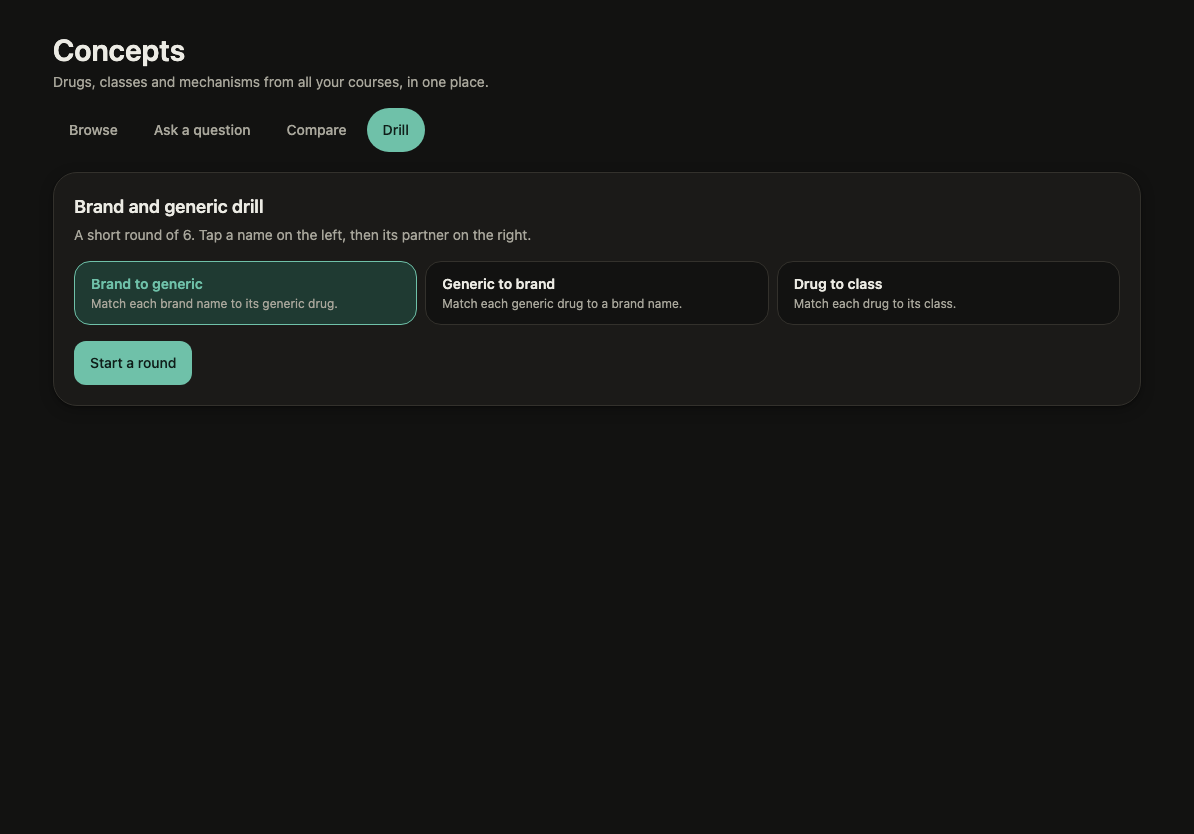 Concepts
Drugs, classes and mechanisms from all your courses, in one place.
Browse
Ask a question
Compare
Drill
Brand and generic drill
A short round of 6. Tap a name on the left, then its partner on the right.
Brand to generic
Match each brand name to its generic drug.
Generic to brand
Match each generic drug to a brand name.
Drug to class
Match each drug to its class.
Start a round